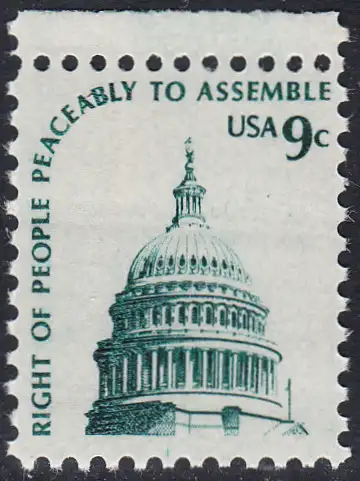 RIGHT OF PEOPLE PEACEABLY TO ASSEMBLE
USA 9c